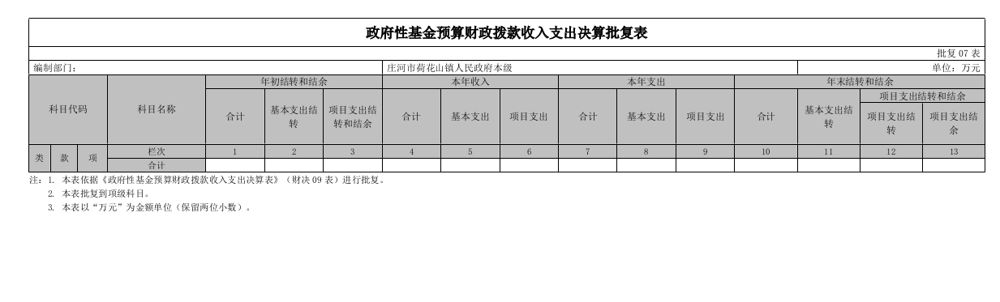 政府性基金预算财政拨款收入支出决算批复表
批复 07 表
编制部门： 庄河市荷花山镇人民政府本级 单位：万元
科目代码 科目名称 年初结转和结余 本年收入 本年支出 年末结转和结余
合计 基本支出结转 项目支出结转和结余 合计 基本支出 项目支出 合计 基本支出 项目支出 合计 基本支出结转 项目支出结转和结余
项目支出结转 项目支出结余
类 款 项 栏次 1 2 3 4 5 6 7 8 9 10 11 12 13
合计
注：1. 本表依据《政府性基金预算财政拨款收入支出决算表》（财决 09 表）进行批复。
2. 本表批复到项级科目。
3. 本表以“万元”为金额单位（保留两位小数）。